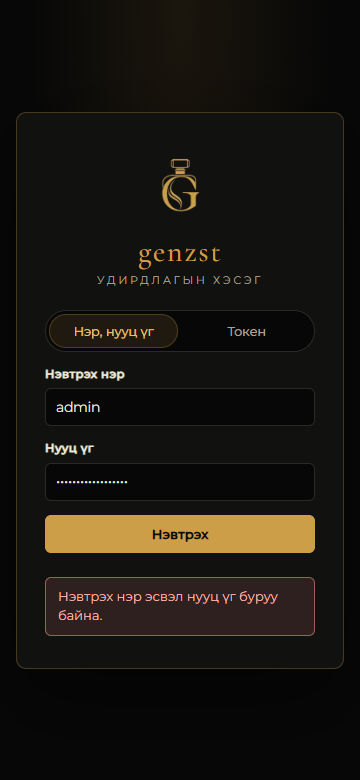 G
genzst
УДИРДЛАГЫН ХЭСЭГ
Нэр, нууц үг
Токен
Нэвтрэх нэр
admin
Нууц үг
••••••••••••••••••
Нэвтрэх
Нэвтрэх нэр эсвэл нууц үг буруу
байна.